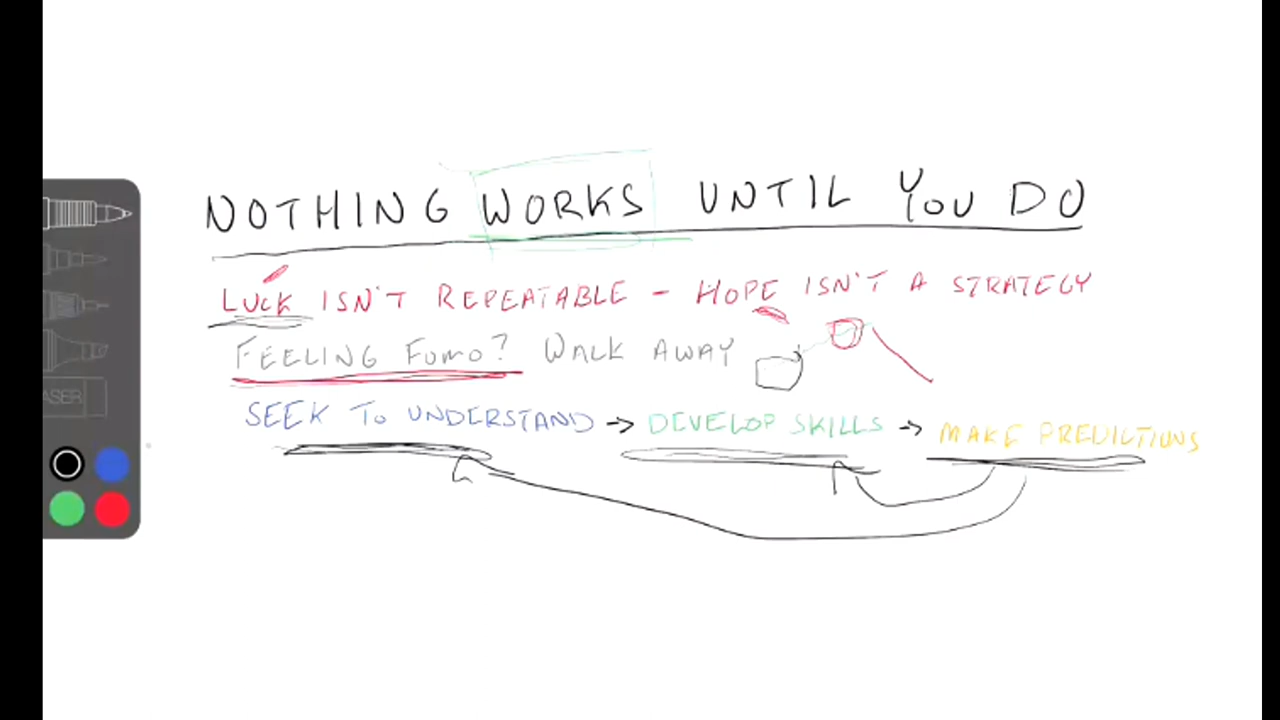 NOTHING WORKS UNTIL YOU DO
LUCK ISN'T REPEATABLE - HOPE ISN'T A STRATEGY
FEELING FOMO? WALK AWAY
SEEK TO UNDERSTAND → DEVELOP SKILLS → MAKE PREDICTIONS
ASER